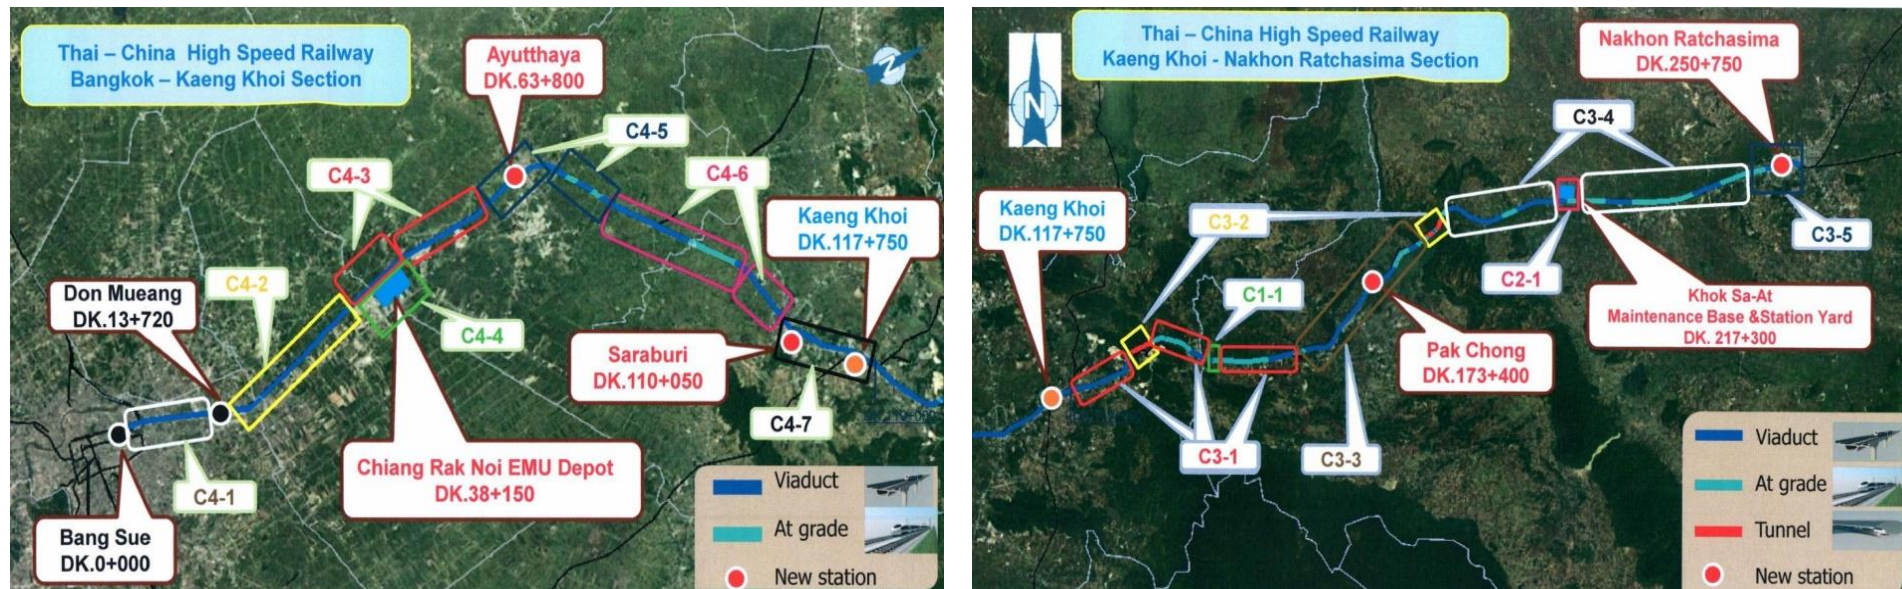 Thai – China High Speed Railway
Bangkok – Kaeng Khoi Section
Ayutthaya
DK.63+800
C4-5
C4-3
C4-6
Kaeng Khoi
DK.117+750
Don Mueang
DK.13+720
C4-2
C4-4
Saraburi
DK.110+050
C4-7
Chiang Rak Noi EMU Depot
DK.38+150
C4-1
Bang Sue
DK.0+000
Viaduct
At grade
New station
Thai – China High Speed Railway
Kaeng Khoi - Nakhon Ratchasima Section
N
Nakhon Ratchasima
DK.250+750
C3-4
Kaeng Khoi
DK.117+750
C3-2
C3-5
C2-1
C1-1
Khok Sa-At
Maintenance Base &Station Yard
DK. 217+300
Pak Chong
DK.173+400
C3-1
C3-3
Viaduct
At grade
Tunnel
New station